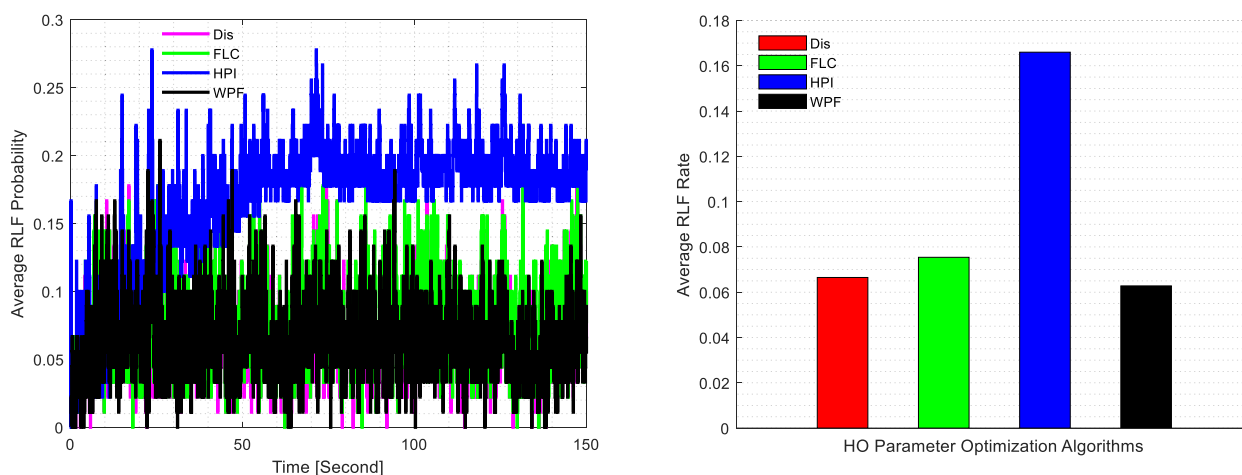 0.3
0.25
0.2
0.15
0.1
0.05
0
Average RLF Probability
Dis
FLC
HPI
WPF
0 50 100 150
Time [Second]
0.18
0.16
0.14
0.12
0.1
0.08
0.06
0.04
0.02
0
Average RLF Rate
Dis
FLC
HPI
WPF
HO Parameter Optimization Algorithms